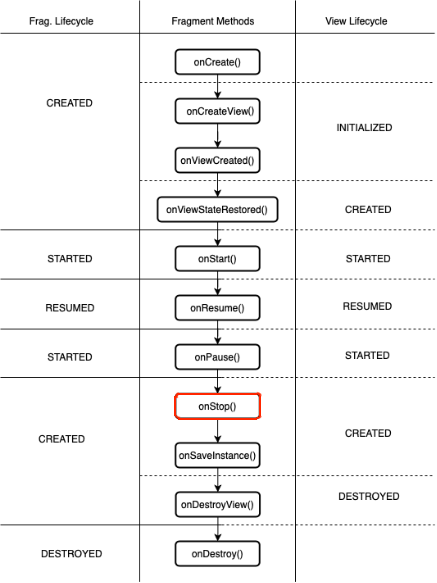 Frag. Lifecycle Fragment Methods View Lifecycle
onCreate()
CREATED
onCreateView()
INITIALIZED
onViewCreated()
onViewStateRestored() CREATED
STARTED onStart() STARTED
RESUMED onResume() RESUMED
STARTED onPause() STARTED
onStop()
CREATED CREATED
onSaveInstance()
onDestroyView() DESTROYED
DESTROYED onDestroy()